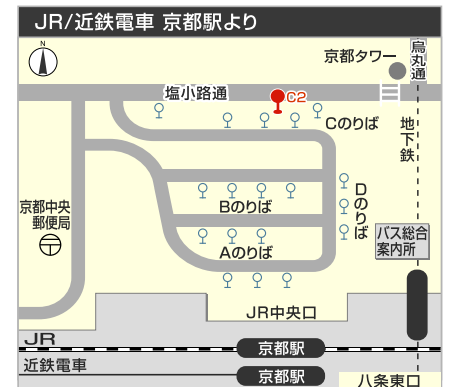 JR/近鉄電車 京都駅より
N
京都タワー
烏丸通
塩小路通
C2
Cのりば
地下鉄
Bのりば
Dのりば
京都中央
郵便局
バス総合
案内所
Aのりば
JR中央口
JR
京都駅
近鉄電車
京都駅
八条東口